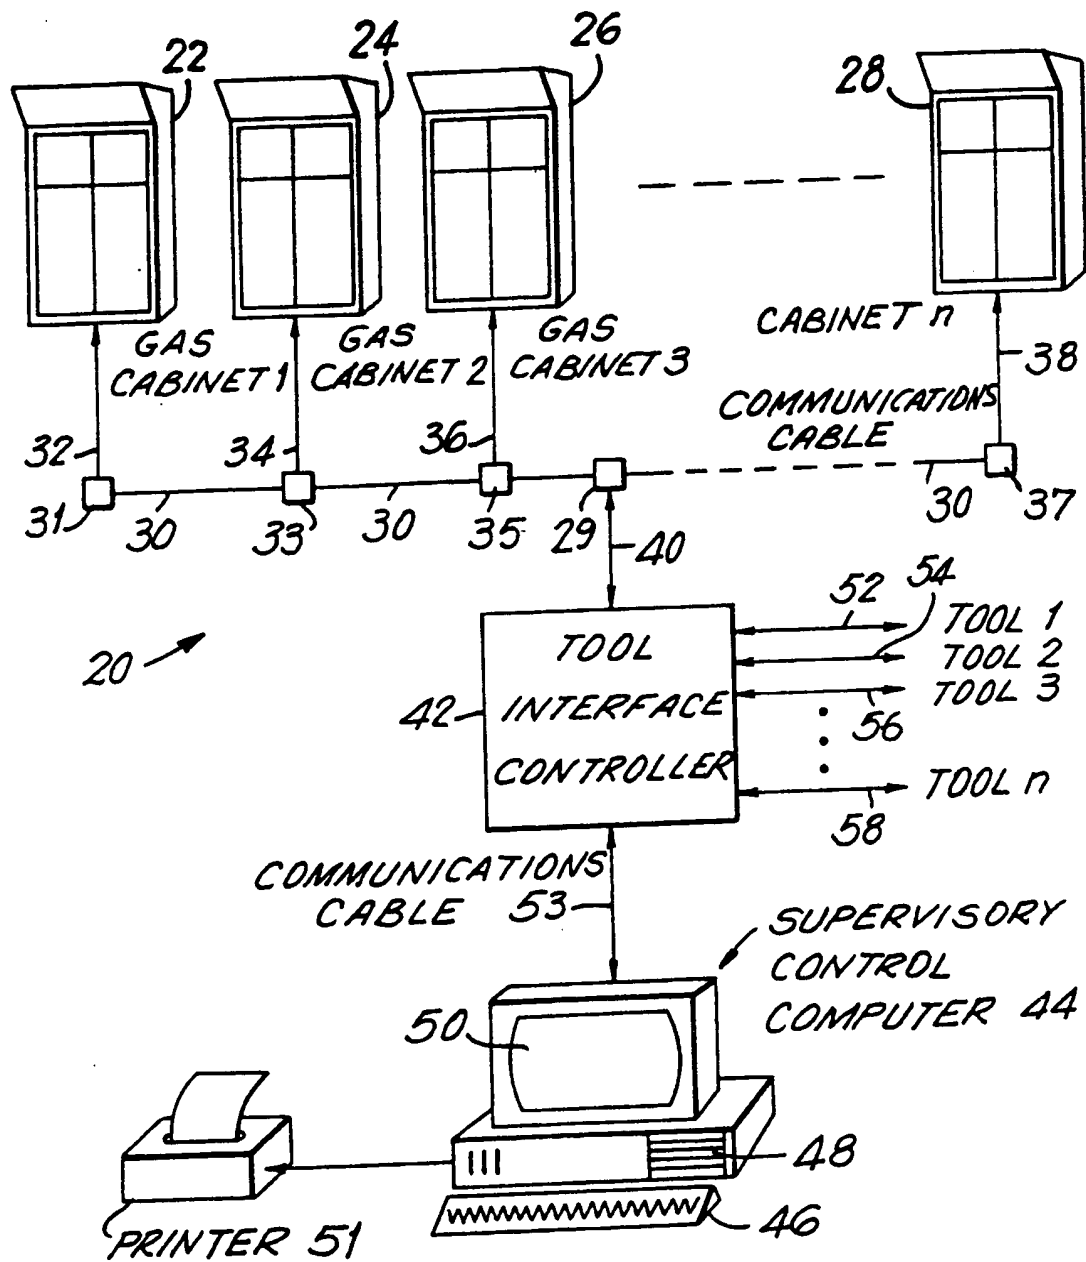 22
24
26
28
GAS
CABINET 1
GAS
CABINET 2
GAS
CABINET 3
CABINET n
38
COMMUNICATIONS
CABLE
32
34
36
31
30
33
30
35
29
40
30
37
20
42
TOOL
INTERFACE
CONTROLLER
52
54
TOOL 1
TOOL 2
TOOL 3
56
TOOL n
58
COMMUNICATIONS
CABLE
53
SUPERVISORY
CONTROL
COMPUTER 44
50
48
46
PRINTER 51